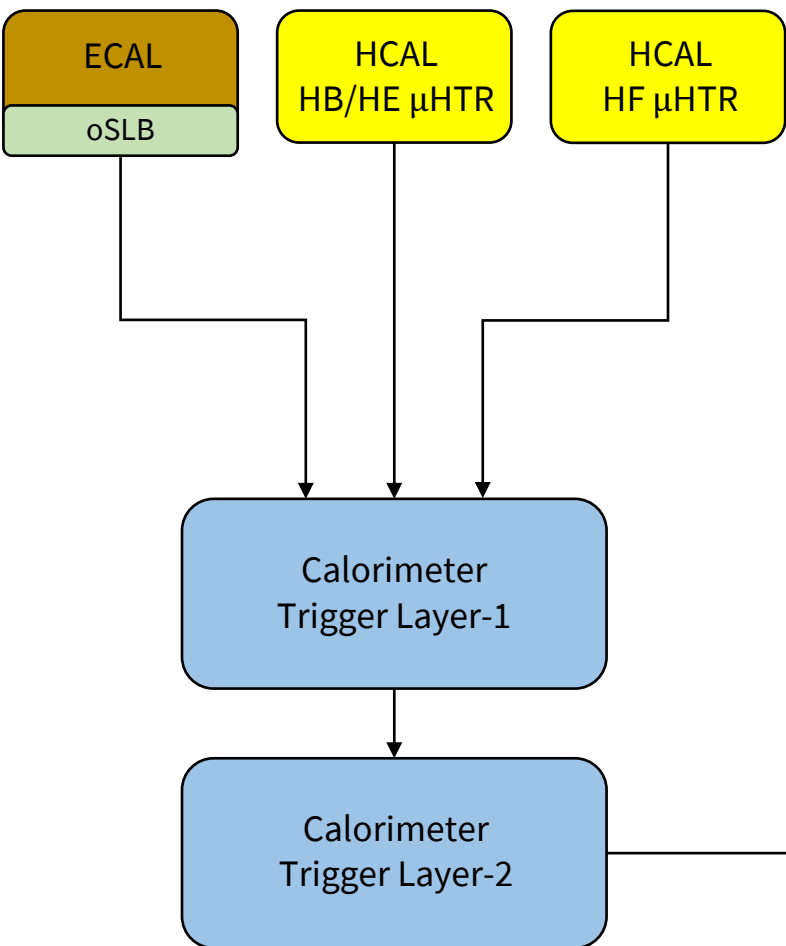 ECAL
oSLB
HCAL
HB/HE μHTR
HCAL
HF μHTR
Calorimeter
Trigger Layer-1
Calorimeter
Trigger Layer-2